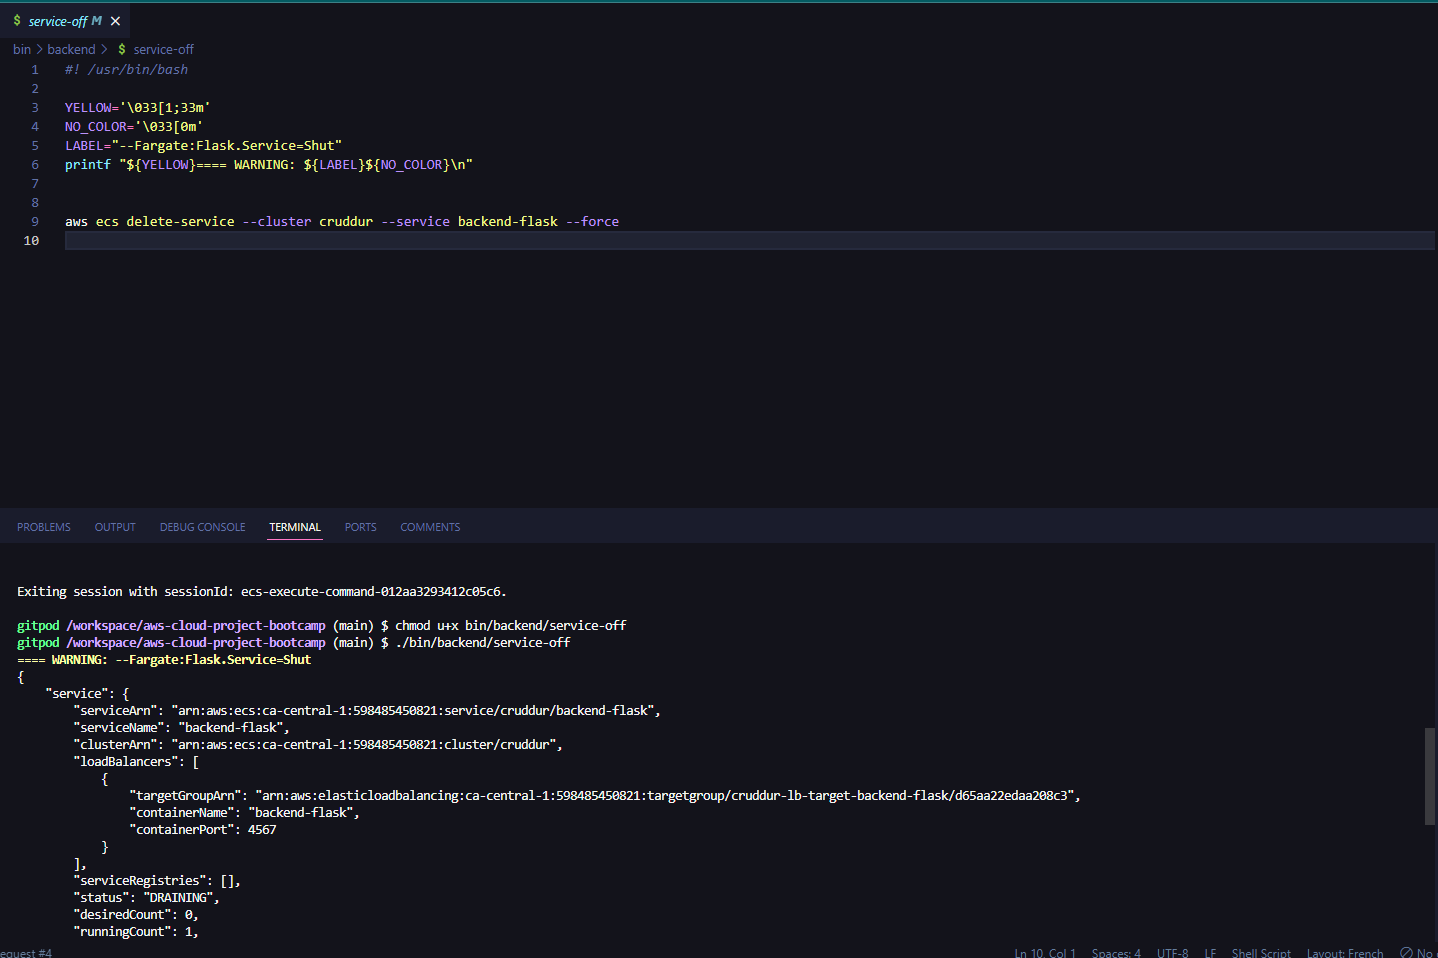 $ service-off M ×
bin > backend > $ service-off
1 #! /usr/bin/bash
2
3 YELLOW='\033[1;33m'
4 NO_COLOR='\033[0m'
5 LABEL="--Fargate:Flask.Service=Shut"
6 printf "${YELLOW}==== WARNING: ${LABEL}${NO_COLOR}\n"
7
8
9 aws ecs delete-service --cluster cruddur --service backend-flask --force
10
PROBLEMS OUTPUT DEBUG CONSOLE TERMINAL PORTS COMMENTS
Exiting session with sessionId: ecs-execute-command-012aa3293412c05c6.
gitpod /workspace/aws-cloud-project-bootcamp (main) $ chmod u+x bin/backend/service-off
gitpod /workspace/aws-cloud-project-bootcamp (main) $ ./bin/backend/service-off
==== WARNING: --Fargate:Flask.Service=Shut
{
    "service": {
        "serviceArn": "arn:aws:ecs:ca-central-1:598485450821:service/cruddur/backend-flask",
        "serviceName": "backend-flask",
        "clusterArn": "arn:aws:ecs:ca-central-1:598485450821:cluster/cruddur",
        "loadBalancers": [
            {
                "targetGroupArn": "arn:aws:elasticloadbalancing:ca-central-1:598485450821:targetgroup/cruddur-lb-target-backend-flask/d65aa22edaa208c3",
                "containerName": "backend-flask",
                "containerPort": 4567
            }
        ],
        "serviceRegistries": [],
        "status": "DRAINING",
        "desiredCount": 0,
        "runningCount": 1,
equest #4 Ln 10, Col 1 Spaces: 4 UTF-8 LF Shell Script Layout: French No